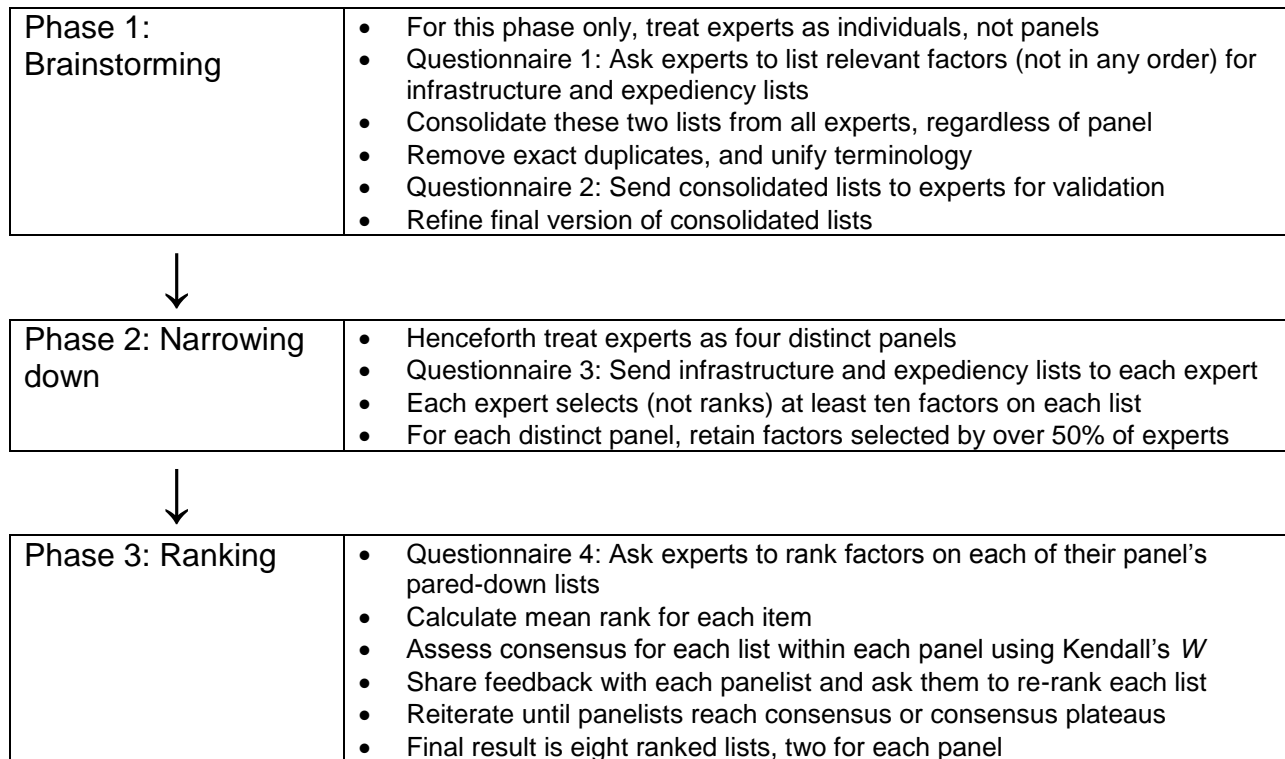 Phase 1:
Brainstorming
• For this phase only, treat experts as individuals, not panels
• Questionnaire 1: Ask experts to list relevant factors (not in any order) for
infrastructure and expediency lists
• Consolidate these two lists from all experts, regardless of panel
• Remove exact duplicates, and unify terminology
• Questionnaire 2: Send consolidated lists to experts for validation
• Refine final version of consolidated lists
↓
Phase 2: Narrowing
down
• Henceforth treat experts as four distinct panels
• Questionnaire 3: Send infrastructure and expediency lists to each expert
• Each expert selects (not ranks) at least ten factors on each list
• For each distinct panel, retain factors selected by over 50% of experts
↓
Phase 3: Ranking
• Questionnaire 4: Ask experts to rank factors on each of their panel’s
pared-down lists
• Calculate mean rank for each item
• Assess consensus for each list within each panel using Kendall’s W
• Share feedback with each panelist and ask them to re-rank each list
• Reiterate until panelists reach consensus or consensus plateaus
• Final result is eight ranked lists, two for each panel